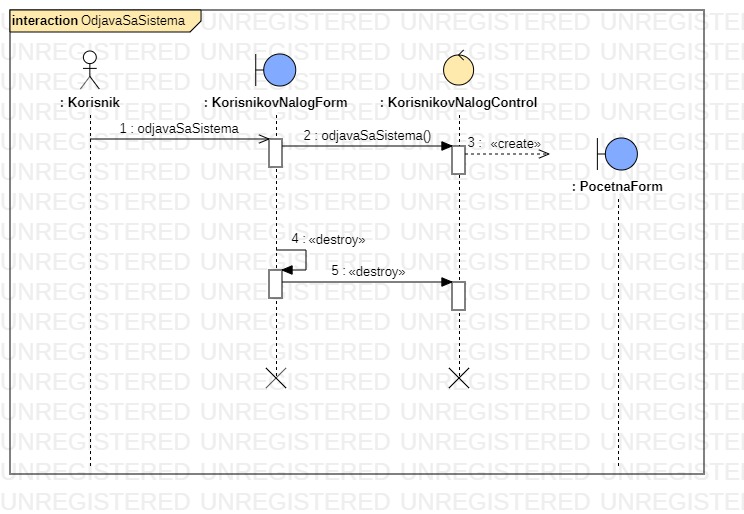 interaction OdjavaSaSistema
: Korisnik
: KorisnikovNalogForm
: KorisnikovNalogControl
1 : odjavaSaSistema
2 : odjavaSaSistema()
3 : «create»
: PocetnaForm
4 : «destroy»
5 : «destroy»
UNREGISTERED UNREGISTERED UNREGISTERED UNREGISTERED